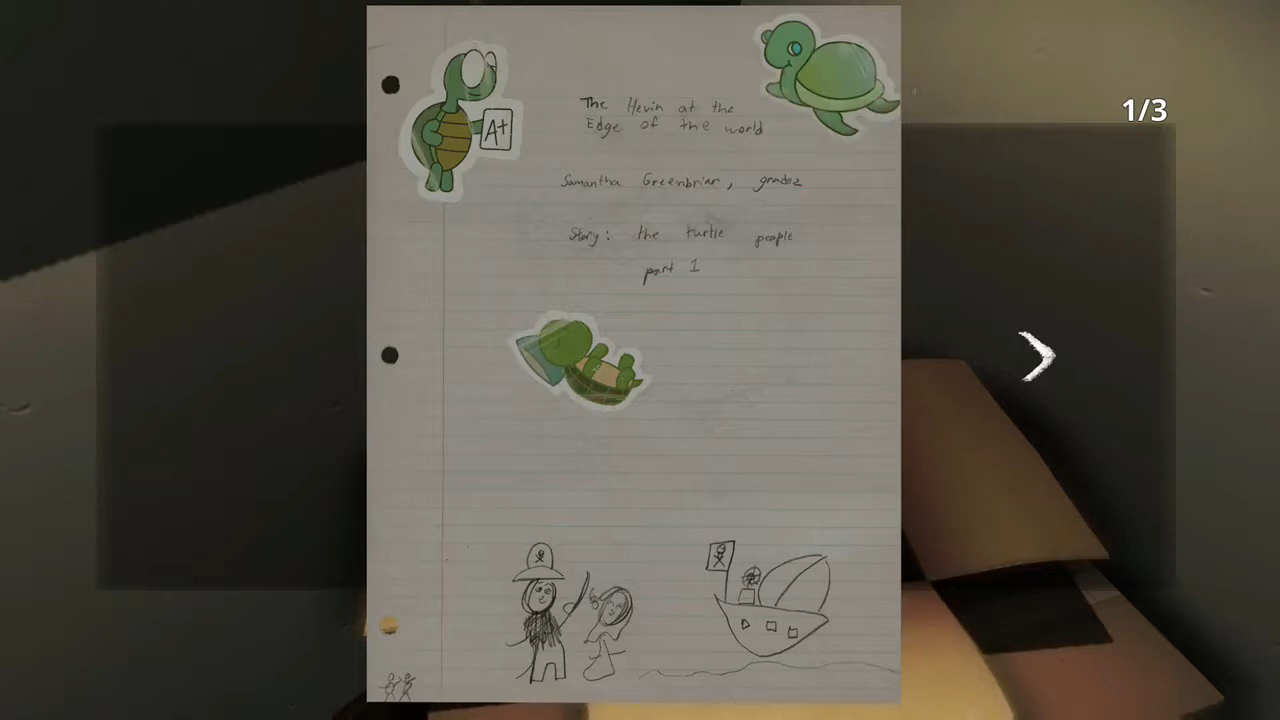 1/3
A+
The Hevin at the
Edge of the world
Samantha Greenbriar, grade2
Story: the turtle people
part 1